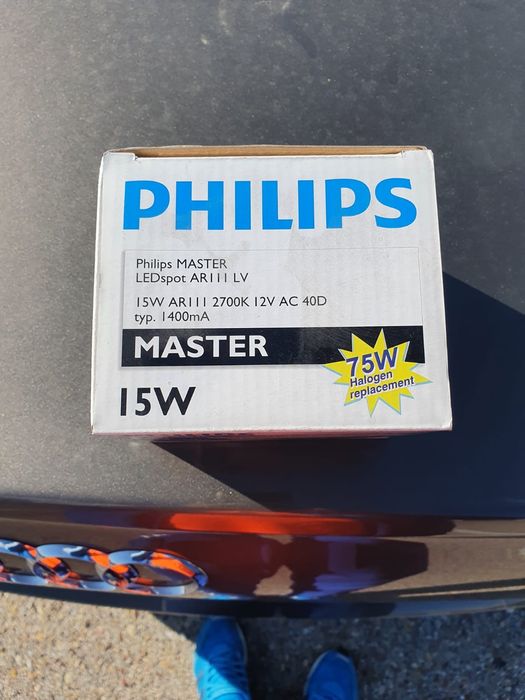 PHILIPS
Philips MASTER
LEDspot AR111 LV
15W AR111 2700K 12V AC 40D
typ. 1400mA
MASTER
75W
Halogen
replacement
15W